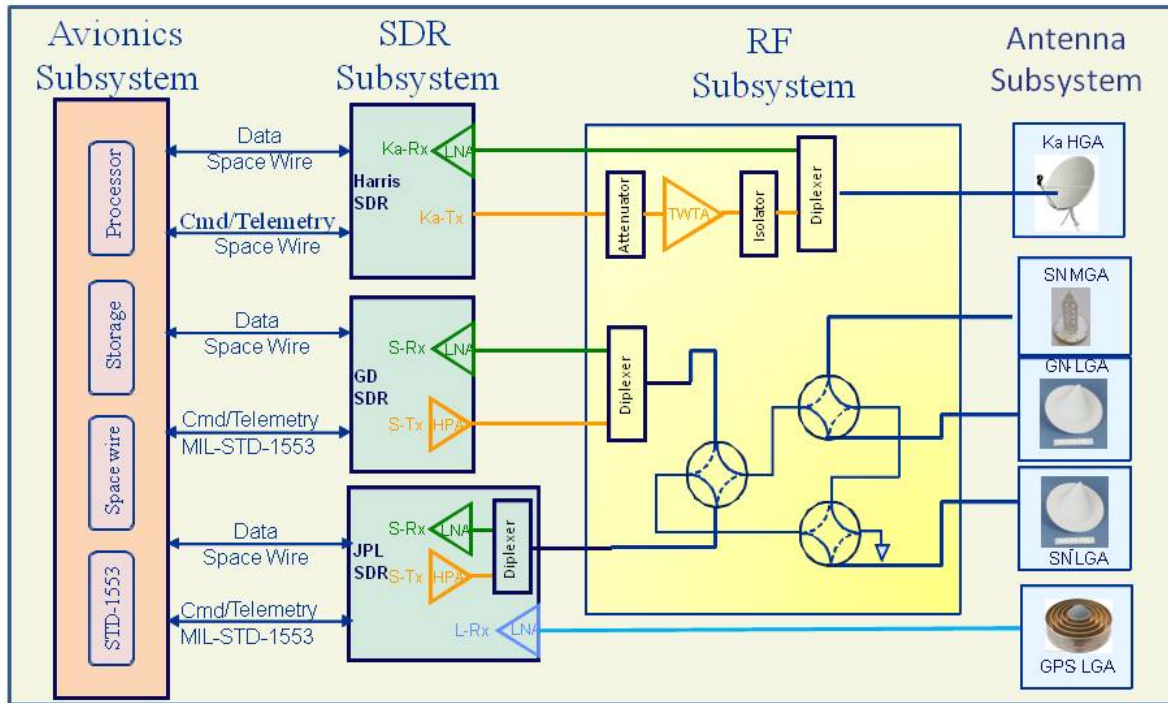 Avionics
Subsystem
SDR
Subsystem
RF
Subsystem
Antenna
Subsystem
Processor
Storage
Space wire
STD-1553
Data
Space Wire
Cmd/Telemetry
Space Wire
Data
Space Wire
Cmd/Telemetry
MIL-STD-1553
Data
Space Wire
Cmd/Telemetry
MIL-STD-1553
Ka-Rx
LNA
Harris
SDR
Ka-Tx
S-Rx
LNA
GD
SDR
S-Tx
HPA
S-Rx
LNA
JPL
SDR
S-Tx
HPA
Diplexer
L-Rx
LNA
Attenuator
TWTA
Isolator
Diplexer
Diplexer
Ka HGA
SN MGA
GN-LGA
SN-LGA
GPS LGA